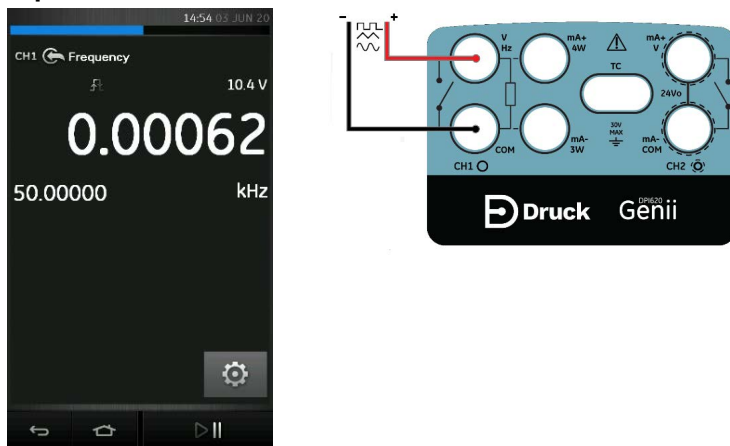 14:54 03 JUN 20
CH1 Frequency
10.4 V
0.00062
50.00000 kHz
- +
V
Hz
mA+
4W
TC
mA+
V
24Vo
30V
MAX
COM
mA-
3W
mA-
COM
CH1
CH2
Druck
DPI620
Genii